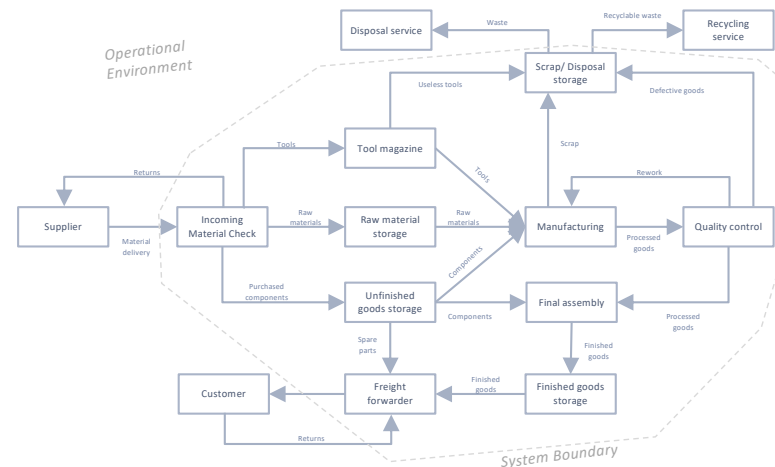 Disposal service
Waste
Recyclable waste
Recycling
service
Operational
Environment
Scrap/ Disposal
storage
Useless tools
Defective goods
Tools
Tool magazine
Scrap
Tools
Returns
Rework
Supplier
Material
delivery
Incoming
Material Check
Raw
materials
Raw material
storage
Raw
materials
Manufacturing
Processed
goods
Quality control
Components
Purchased
components
Unfinished
goods storage
Components
Final assembly
Processed
goods
Spare
parts
Finished
goods
Customer
Freight
forwarder
Finished
goods
Finished goods
storage
Returns
System Boundary